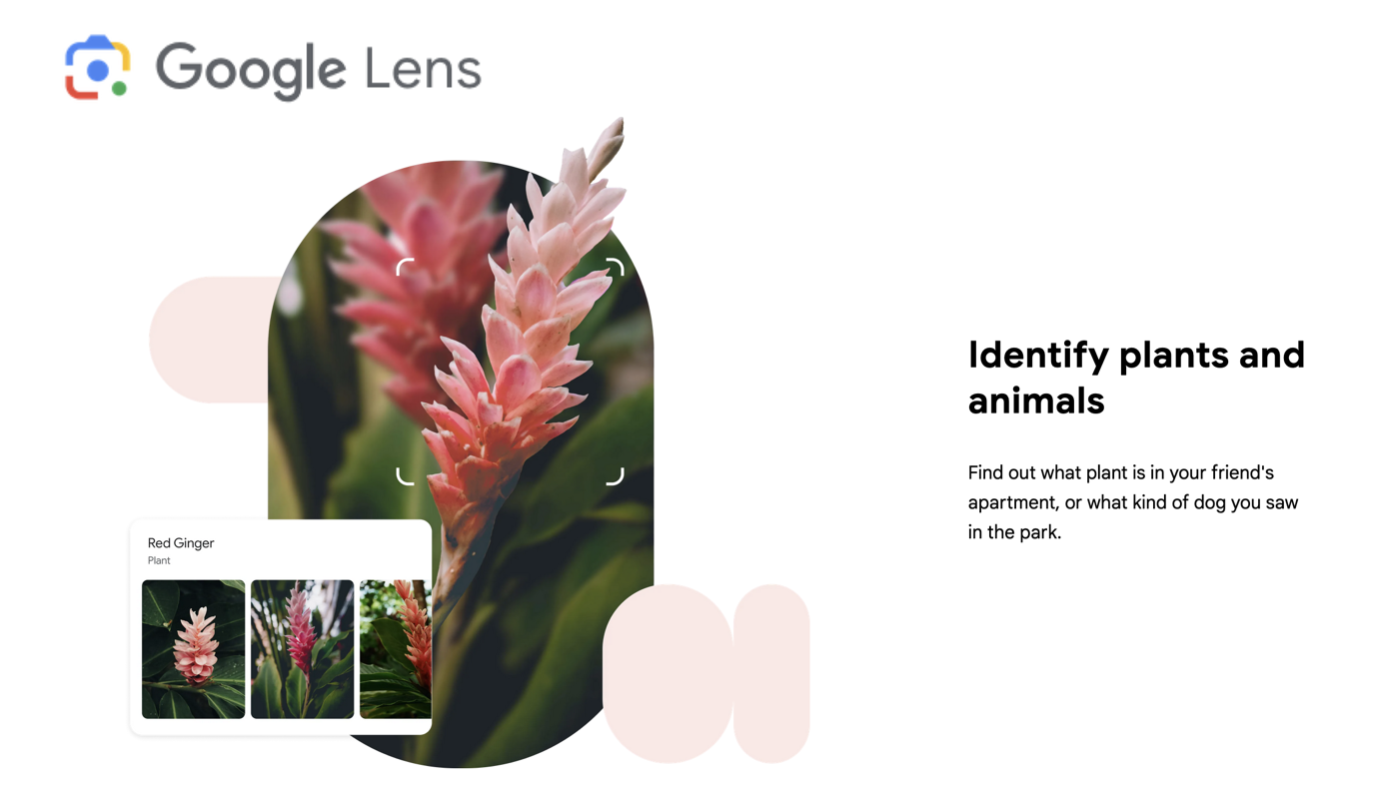 Google Lens
Identify plants and
animals
Find out what plant is in your friend's
apartment, or what kind of dog you saw
in the park.
Red Ginger
Plant